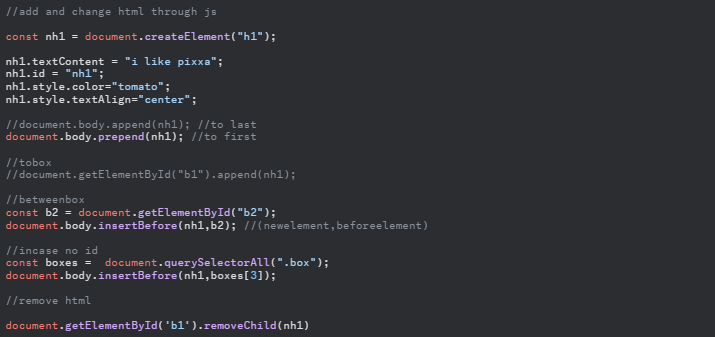 //add and change html through js
const nh1 = document.createElement("h1");
nh1.textContent = "i like pixxa";
nh1.id = "nh1";
nh1.style.color="tomato";
nh1.style.textAlign="center";
//document.body.append(nh1); //to last
document.body.prepend(nh1); //to first
//tobox
//document.getElementById("b1").append(nh1);
//betweenbox
const b2 = document.getElementById("b2");
document.body.insertBefore(nh1,b2); //(newelement,beforeelement)
//incase no id
const boxes =  document.querySelectorAll(".box");
document.body.insertBefore(nh1,boxes[3]);
//remove html
document.getElementById('b1').removeChild(nh1)